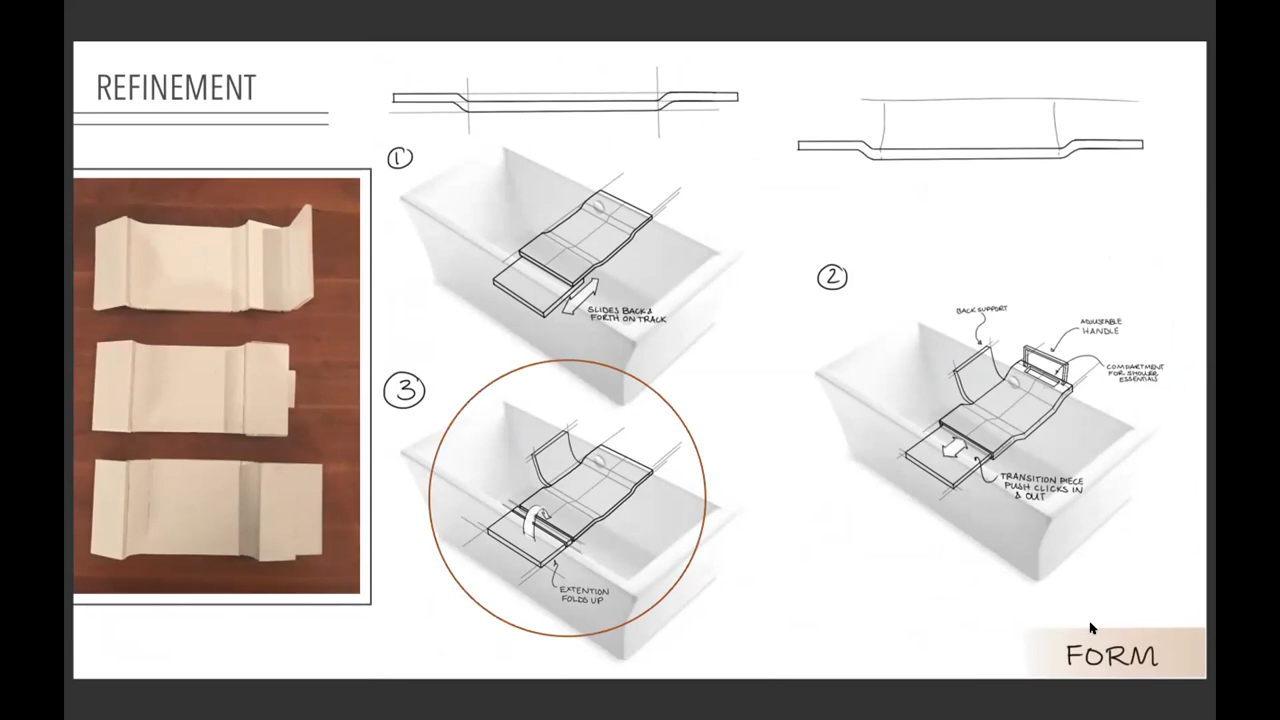 REFINEMENT
1
SLIDES BACK &
FORTH ON TRACK
2
BACK SUPPORT
ADJUSTABLE
HANDLE
COMPARTMENT
FOR SHOWER
ESSENTIALS
TRANSITION PIECE
PUSH CLICKS IN
& OUT
3
EXTENTION
FOLDS UP
FORM